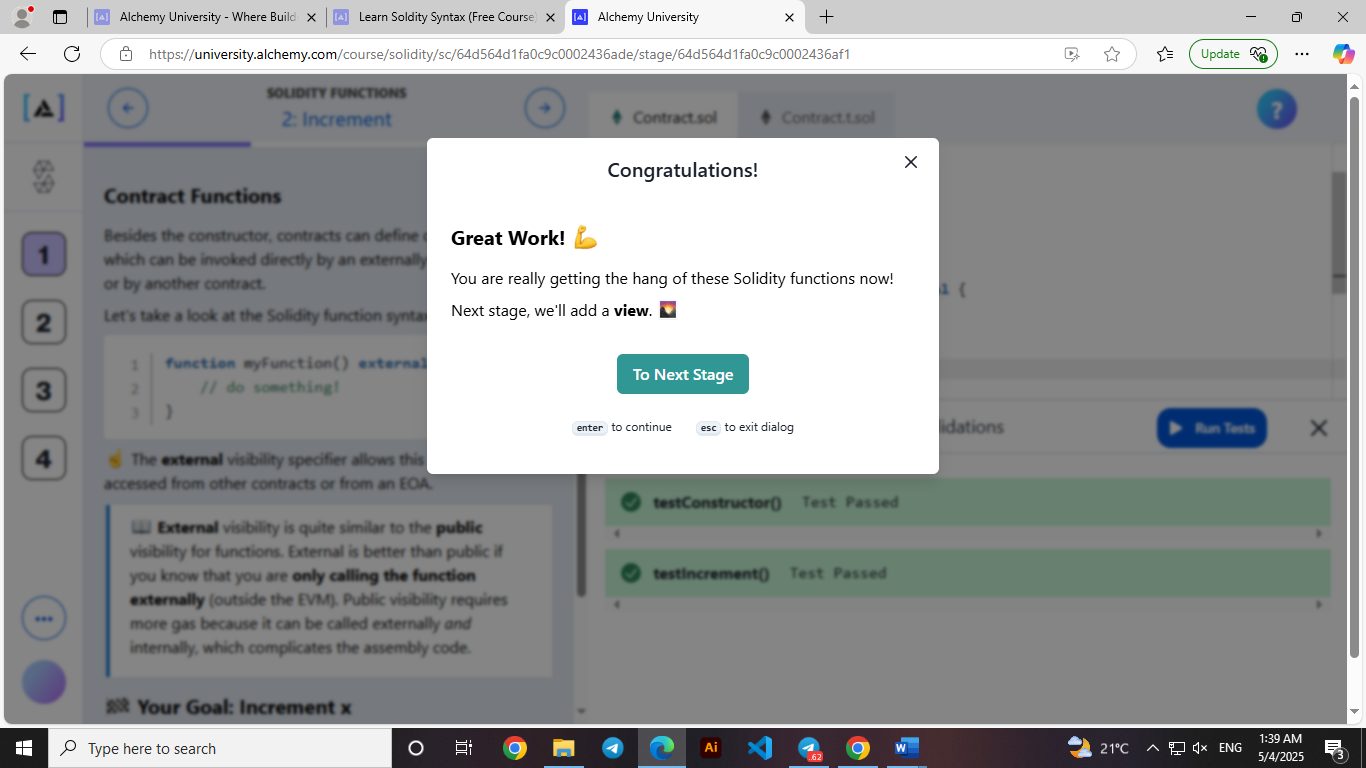 Alchemy University - Where Build
Learn Soldity Syntax (Free Course)
Alchemy University
https://university.alchemy.com/course/solidity/sc/64d564d1fa0c9c0002436ade/stage/64d564d1fa0c9c0002436af1
Update
SOLIDITY FUNCTIONS
2: Increment
Contract.sol
Contract.t.sol
?
Congratulations!
Great Work! 💪
You are really getting the hang of these Solidity functions now!
Next stage, we'll add a view. 🌄
To Next Stage
enter to continue esc to exit dialog
Contract Functions
Besides the constructor, contracts can define
which can be invoked directly by an externally
or by another contract.
Let's take a look at the Solidity function syntax
1 function myFunction() external
2 // do something!
3 }
☝️ The external visibility specifier allows this
accessed from other contracts or from an EOA.
📖 External visibility is quite similar to the public
visibility for functions. External is better than public if
you know that you are only calling the function
externally (outside the EVM). Public visibility requires
more gas because it can be called externally and
internally, which complicates the assembly code.
🏁 Your Goal: Increment x
1
2
3
4
{
Run Tests
testConstructor() Test Passed
testIncrement() Test Passed
Type here to search
Ai
.62
W
21°C
ENG
1:39 AM
5/4/2025
3